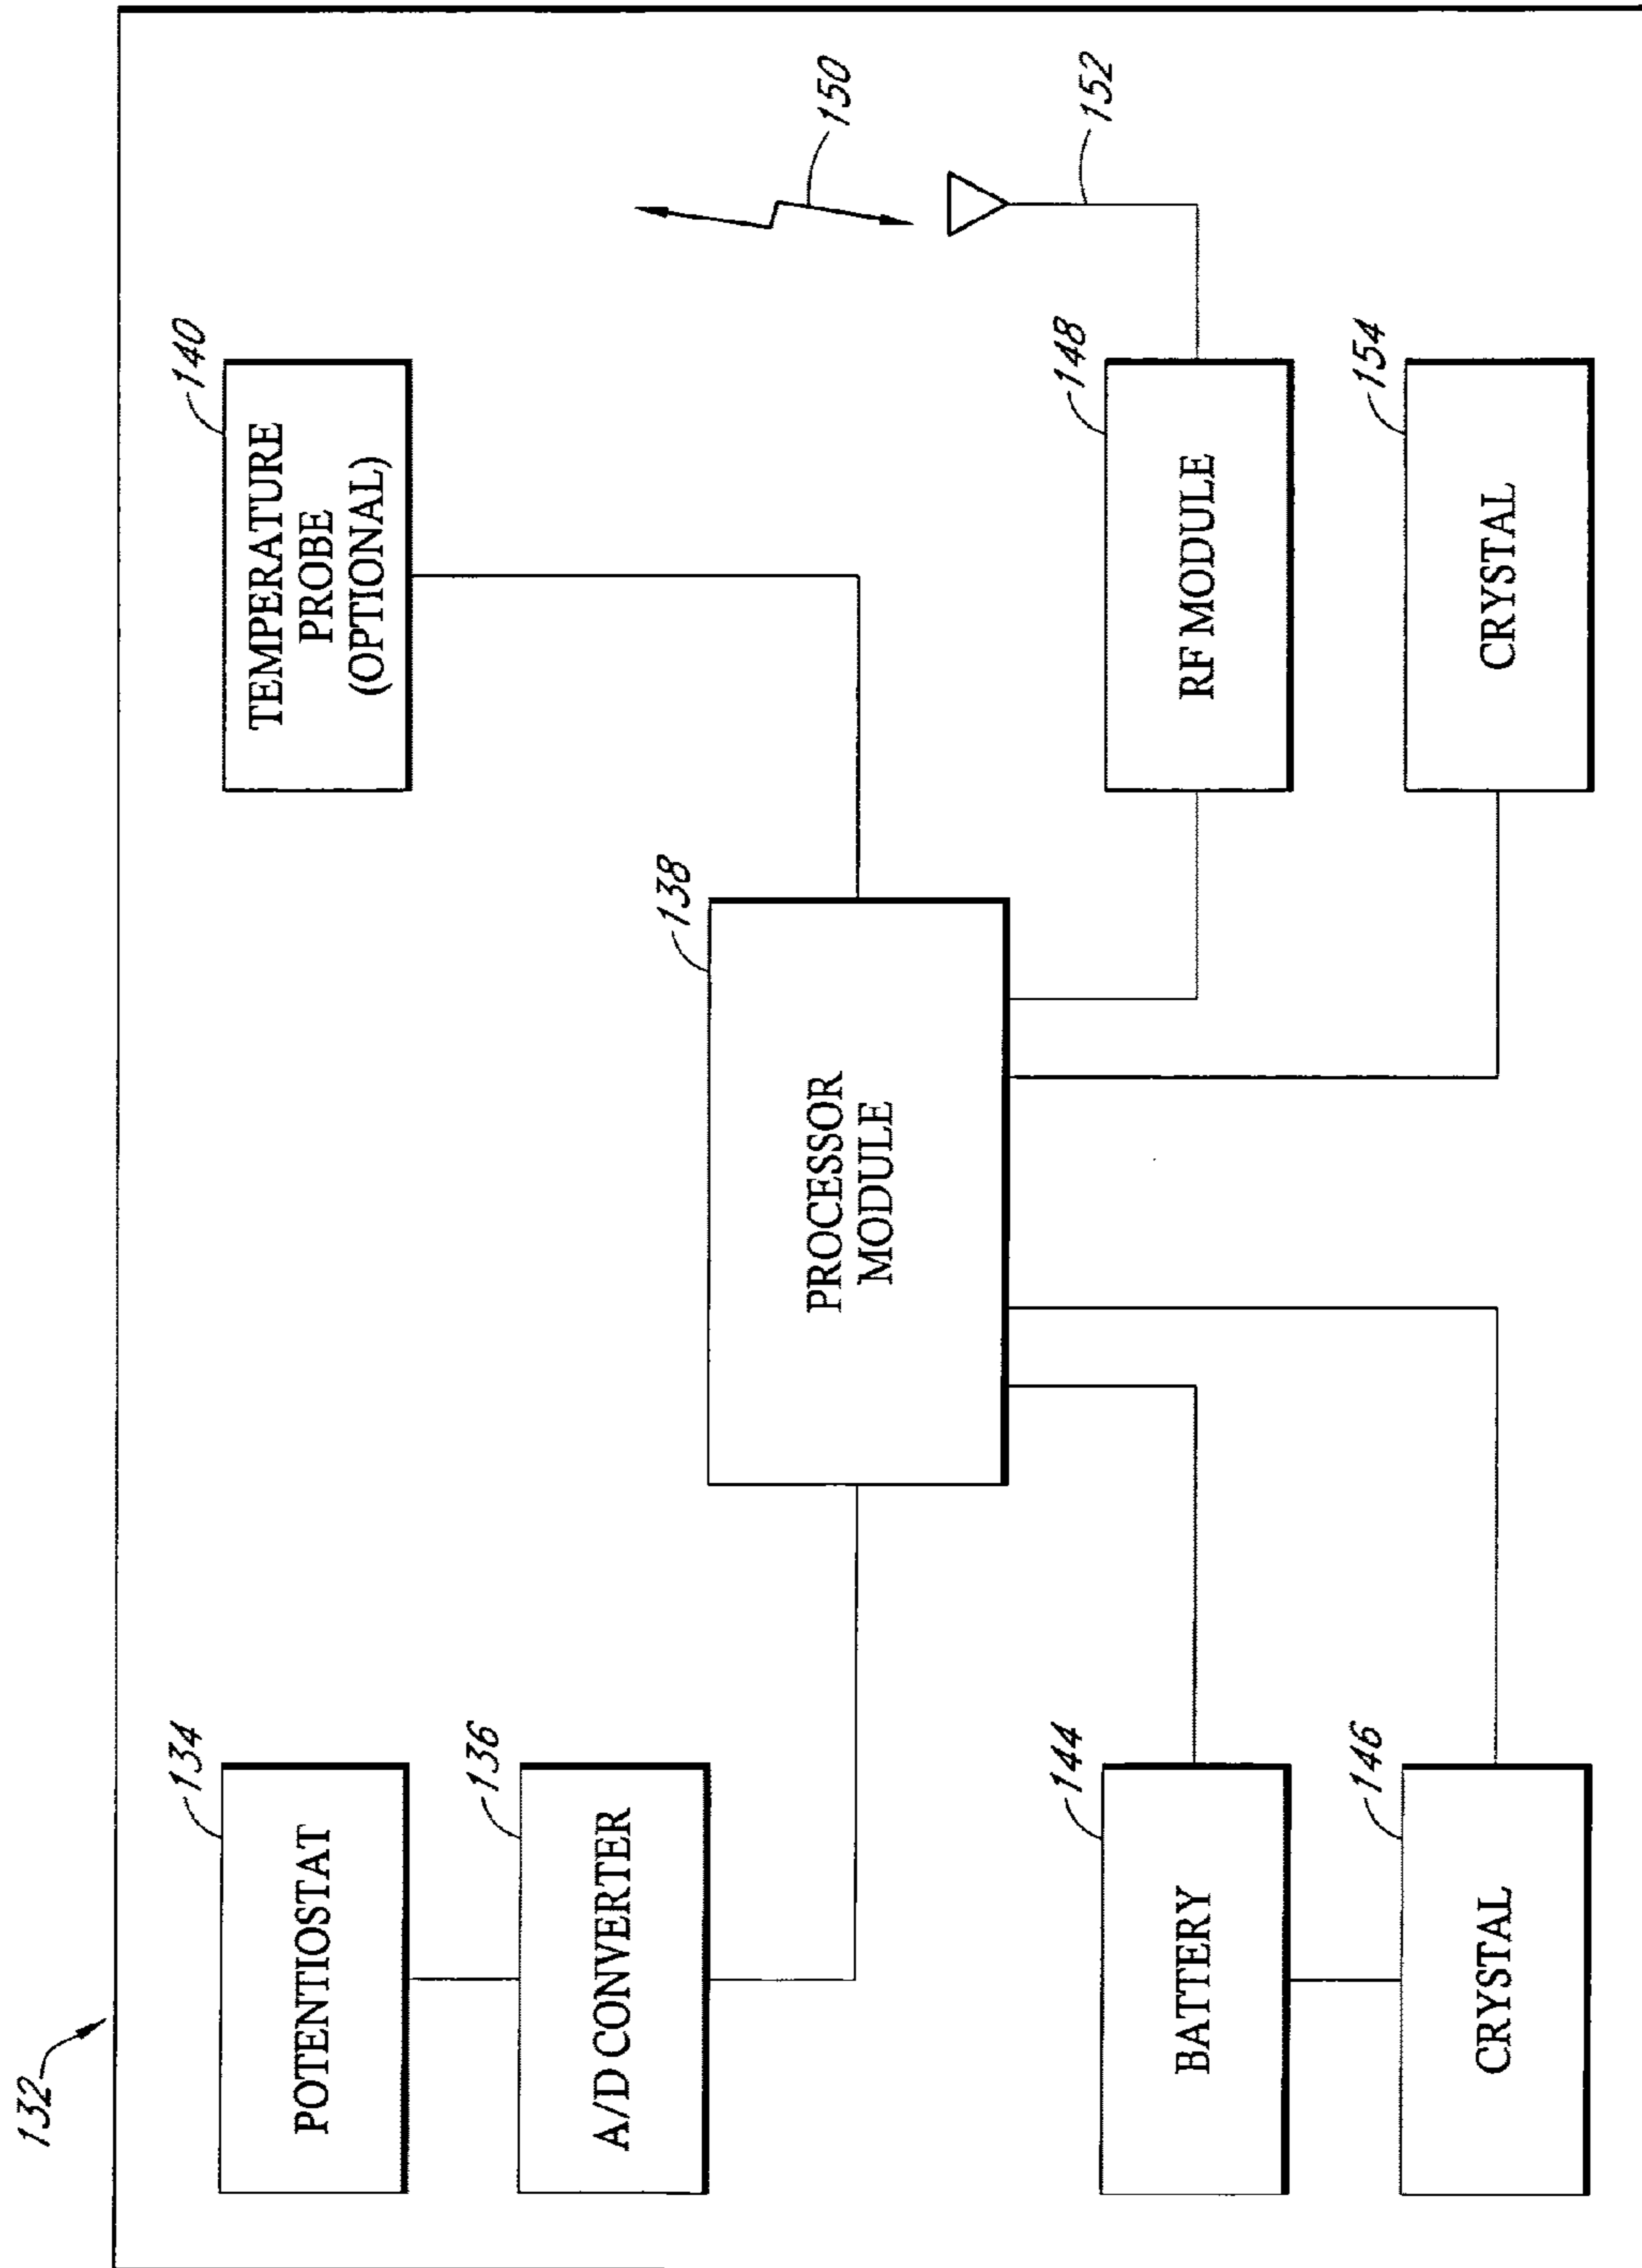 132
134
POTENTIOSTAT
136
A/D CONVERTER
140
TEMPERATURE
PROBE
(OPTIONAL)
138
PROCESSOR
MODULE
150
152
144
BATTERY
146
CRYSTAL
148
RF MODULE
154
CRYSTAL